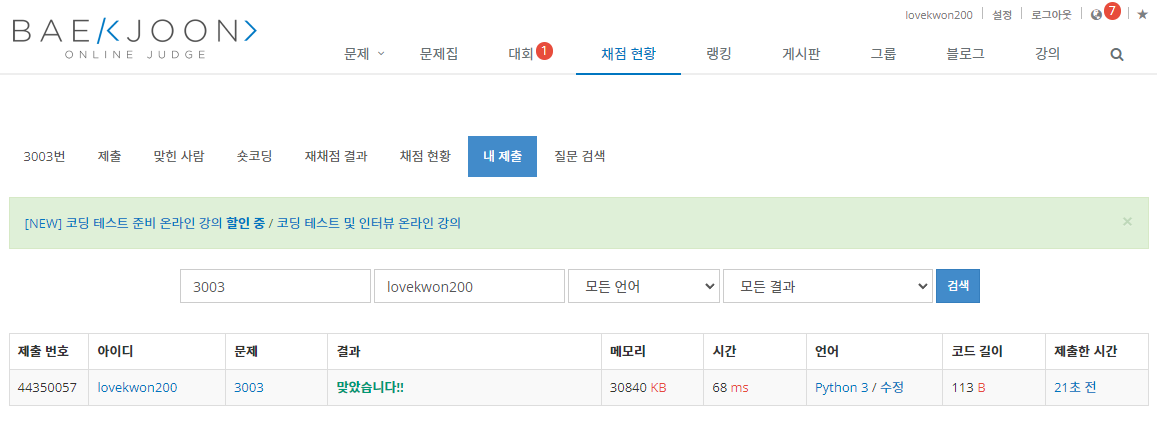 lovekwon200 설정 로그아웃 7
BAEKJOON
ONLINE JUDGE
문제 문제집 대회 1 채점 현황 랭킹 게시판 그룹 블로그 강의
3003번 제출 맞힌 사람 숏코딩 재채점 결과 채점 현황 내 제출 질문 검색
[NEW] 코딩 테스트 준비 온라인 강의 할인 중 / 코딩 테스트 및 인터뷰 온라인 강의 ×
3003 lovekwon200 모든 언어 모든 결과 검색
제출 번호 아이디 문제 결과 메모리 시간 언어 코드 길이 제출한 시간
44350057 lovekwon200 3003 맞았습니다!! 30840 KB 68 ms Python 3 / 수정 113 B 21초 전